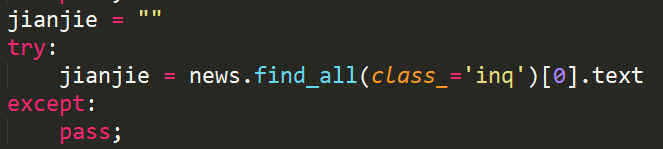 jianjie = ""
try:
    jianjie = news.find_all(class_='inq')[0].text
except:
    pass;